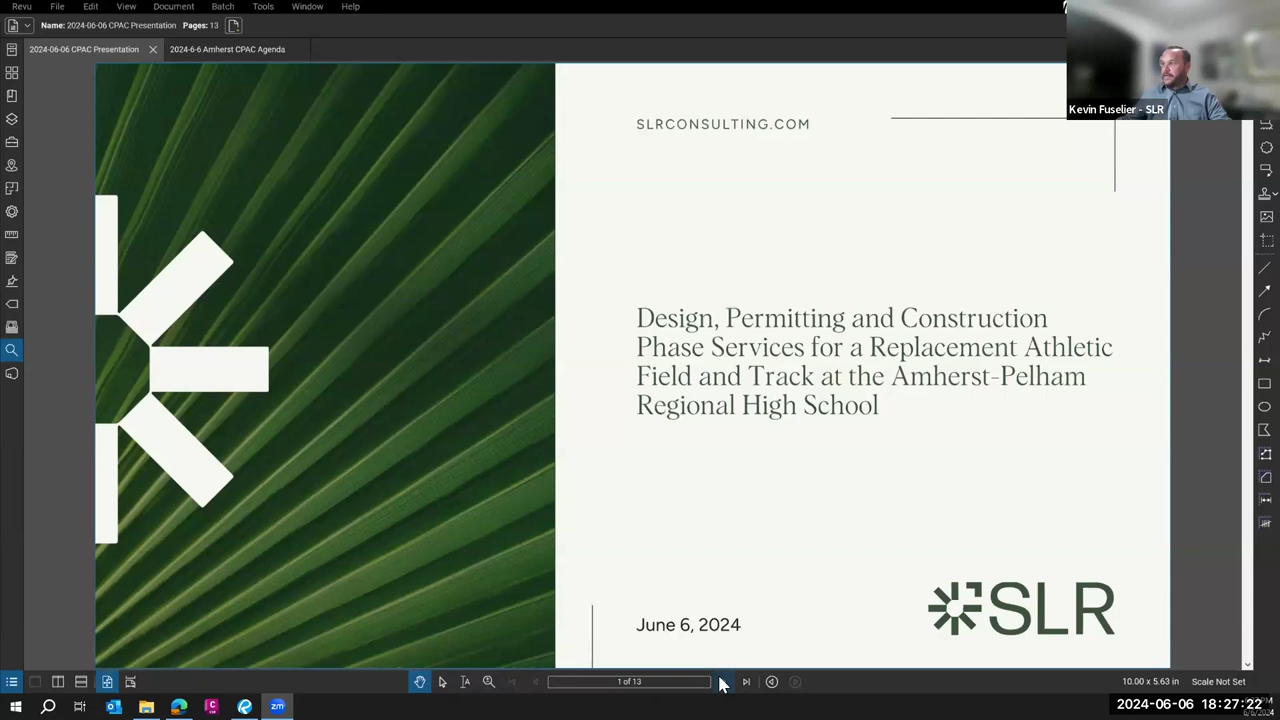 Revu File Edit View Document Batch Tools Window Help
Name: 2024-06-06 CPAC Presentation Pages: 13
2024-06-06 CPAC Presentation
2024-6-6 Amherst CPAC Agenda
Kevin Fuselier - SLR
SLRCONSULTING.COM
Design, Permitting and Construction
Phase Services for a Replacement Athletic
Field and Track at the Amherst-Pelham
Regional High School
June 6, 2024
SLR
1 of 13
10.00 x 5.63 in
Scale Not Set
zm
2024-06-06 18:27:22